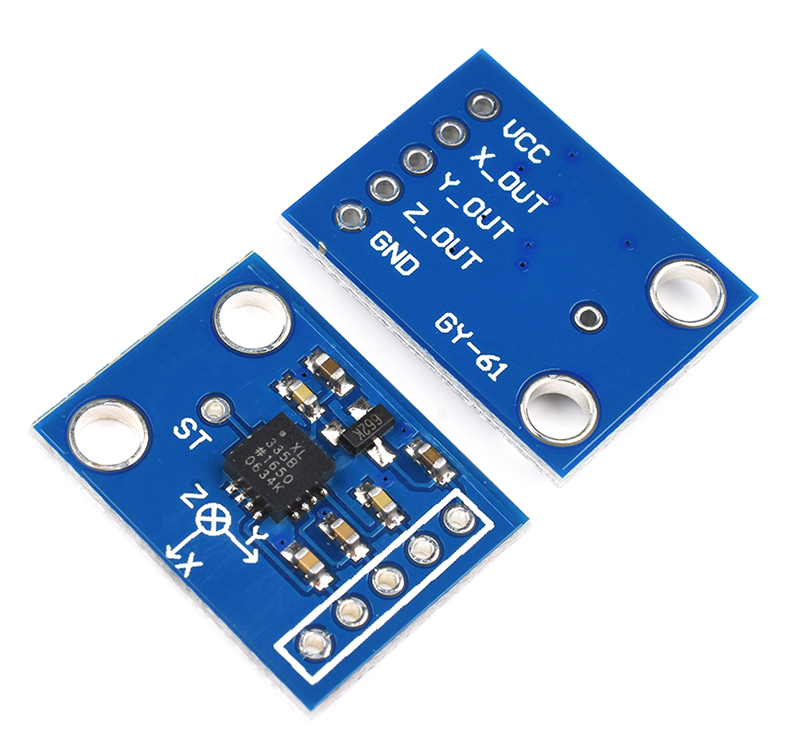 VCC
X_OUT
Y_OUT
Z_OUT
GND
GY-61
ST
662K
XL
335B
#1650
0634K
Z
Y
X